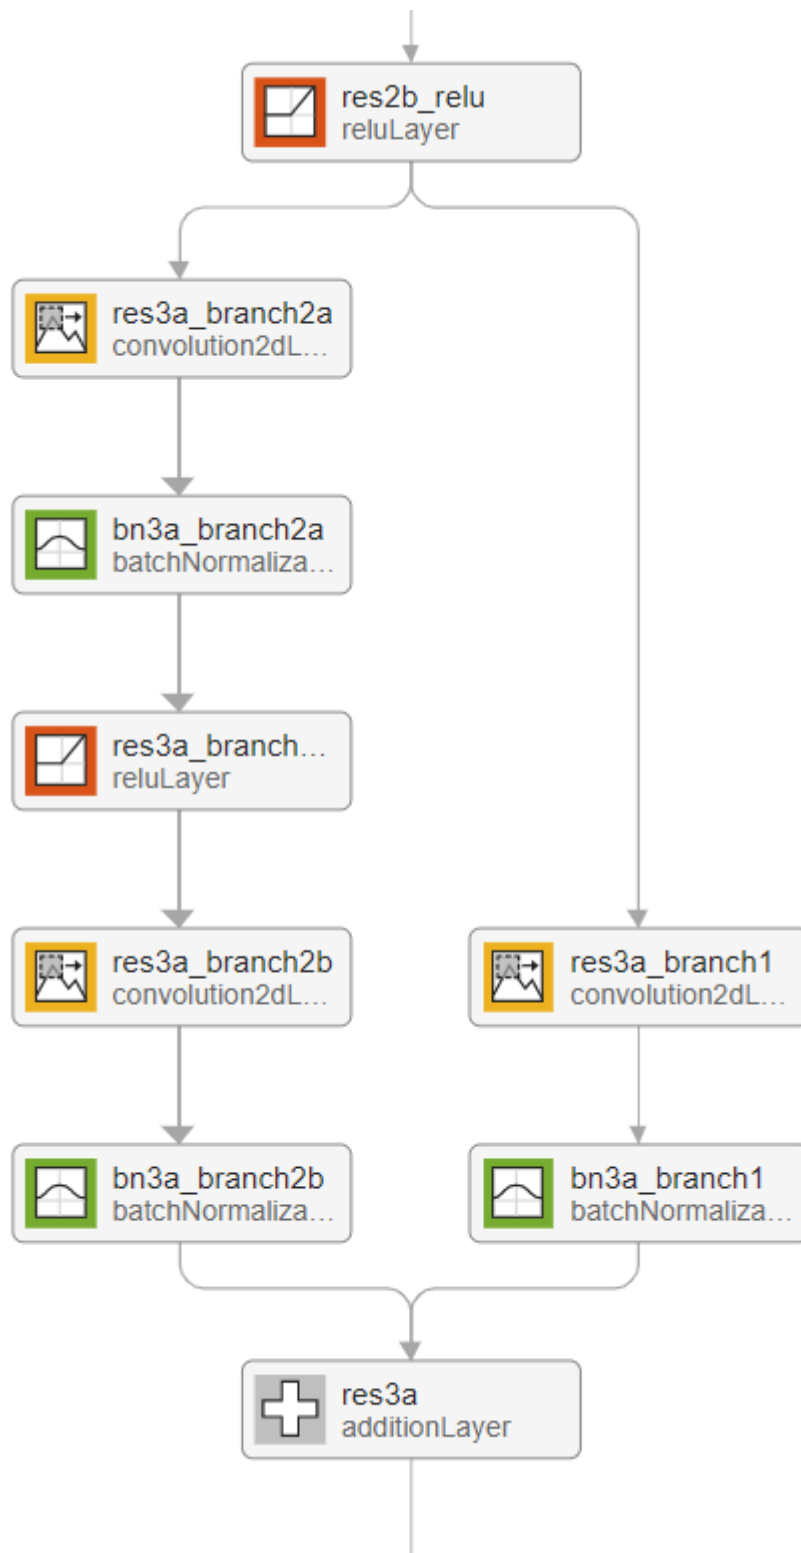 res2b_relu
reluLayer
res3a_branch2a
convolution2dL...
bn3a_branch2a
batchNormaliza...
res3a_branch...
reluLayer
res3a_branch2b
convolution2dL...
res3a_branch1
convolution2dL...
bn3a_branch2b
batchNormaliza...
bn3a_branch1
batchNormaliza...
res3a
additionLayer